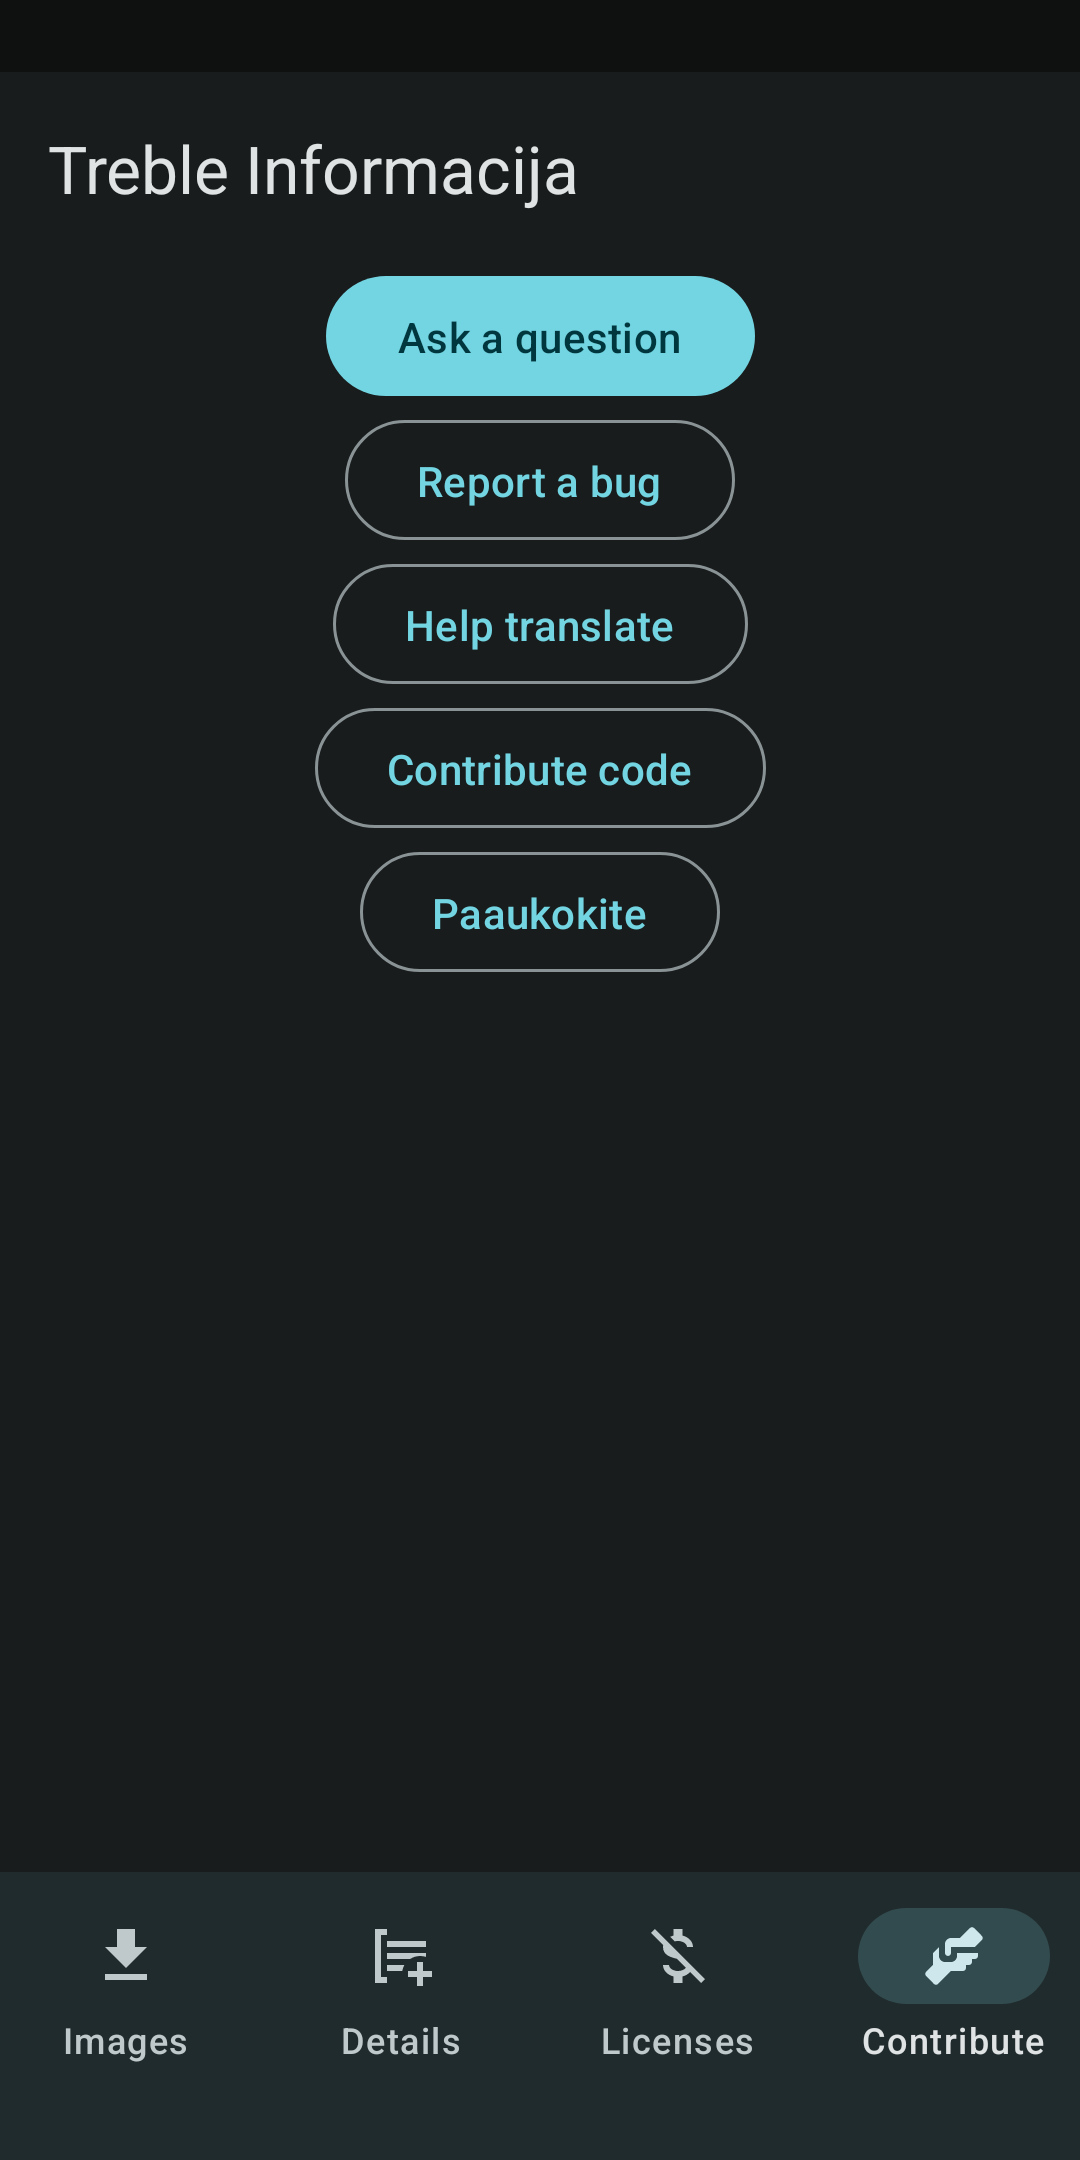 Treble Informacija
Ask a question
Report a bug
Help translate
Contribute code
Paaukokite
Images
Details
Licenses
Contribute